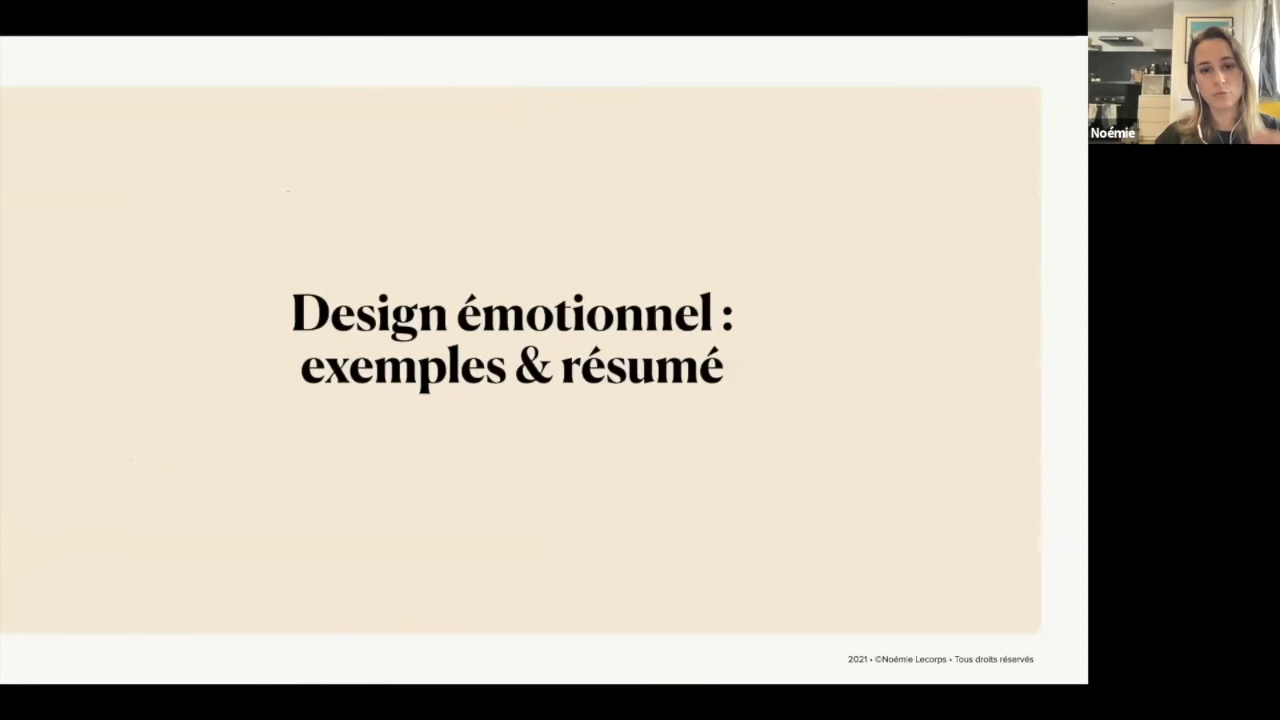 Noémie
Design émotionnel :
exemples & résumé
2021 • ©Noémie Lecorps • Tous droits réservés